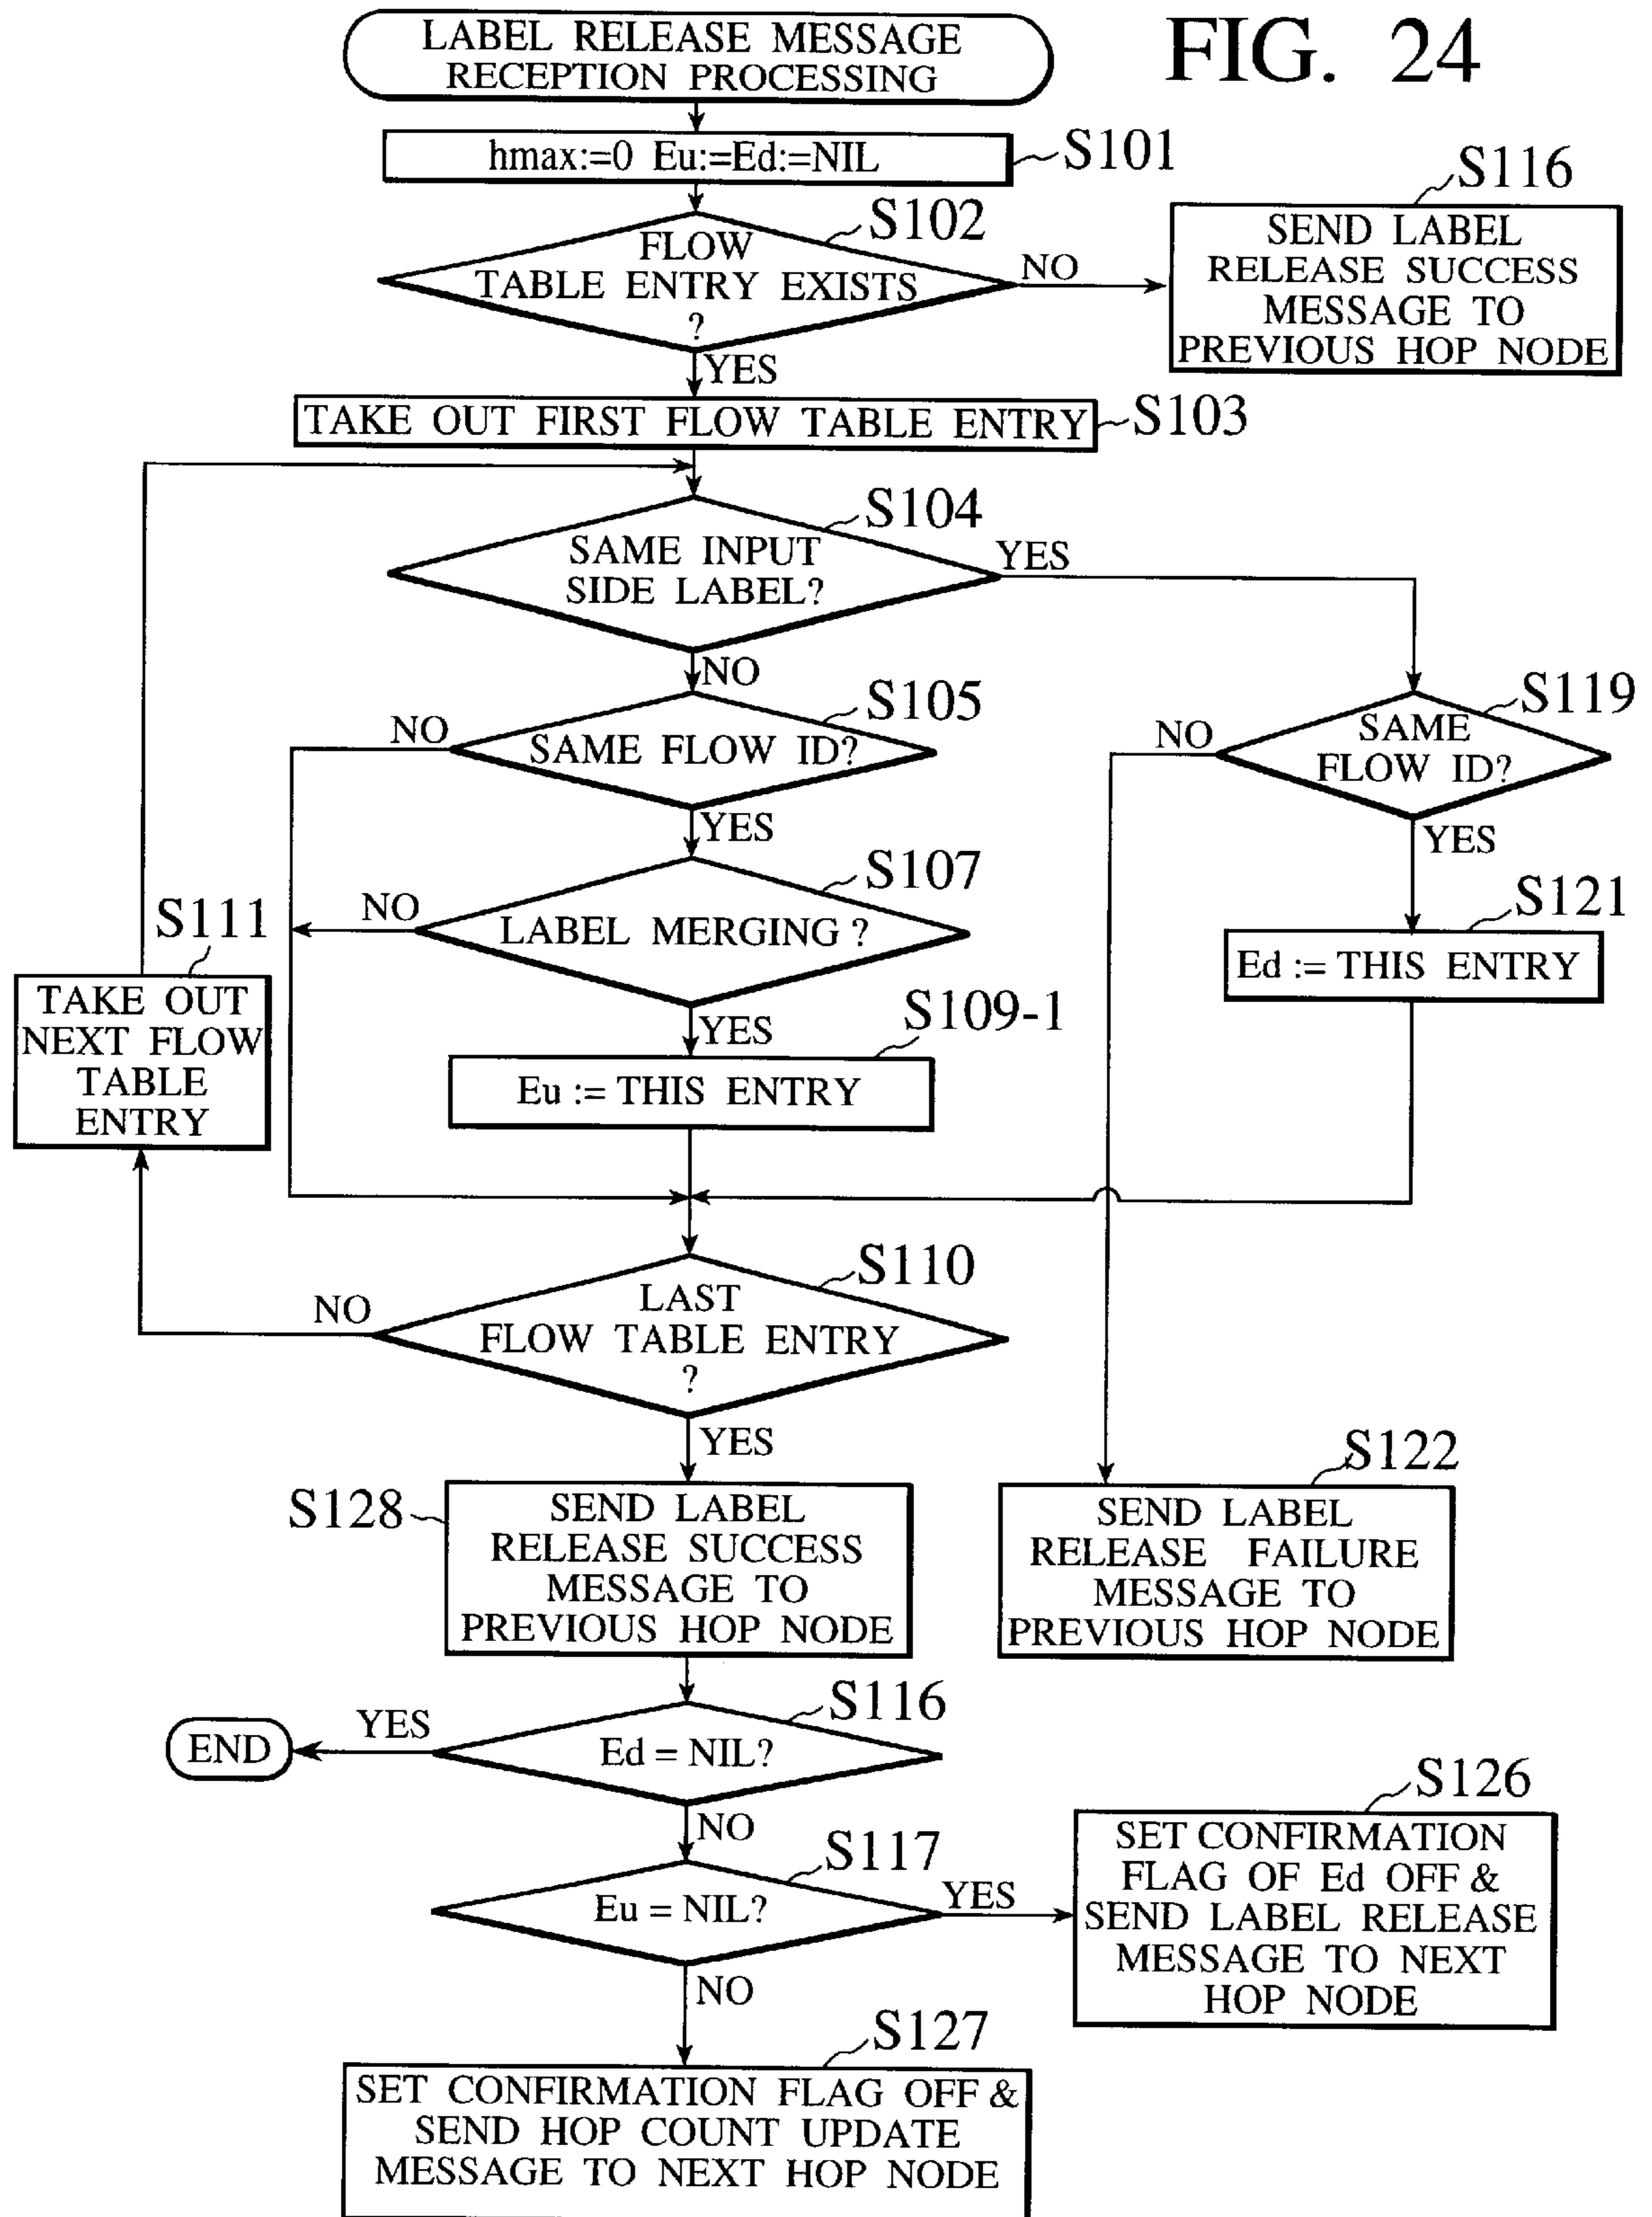 FIG. 24
LABEL RELEASE MESSAGE
RECEPTION PROCESSING
hmax:=0 Eu:=Ed:=NIL
S101
S102
FLOW
TABLE ENTRY EXISTS
?
NO
YES
S116
SEND LABEL
RELEASE SUCCESS
MESSAGE TO
PREVIOUS HOP NODE
TAKE OUT FIRST FLOW TABLE ENTRY
S103
S104
SAME INPUT
SIDE LABEL?
YES
NO
S105
SAME FLOW ID?
NO
YES
S119
SAME
FLOW ID?
NO
YES
S107
LABEL MERGING ?
NO
YES
S121
Ed := THIS ENTRY
S111
TAKE OUT
NEXT FLOW
TABLE
ENTRY
S109-1
Eu := THIS ENTRY
S110
LAST
FLOW TABLE ENTRY
?
NO
YES
S128
SEND LABEL
RELEASE SUCCESS
MESSAGE TO
PREVIOUS HOP NODE
S122
SEND LABEL
RELEASE FAILURE
MESSAGE TO
PREVIOUS HOP NODE
S116
Ed = NIL?
YES
END
NO
S117
Eu = NIL?
YES
NO
S126
SET CONFIRMATION
FLAG OF Ed OFF &
SEND LABEL RELEASE
MESSAGE TO NEXT
HOP NODE
S127
SET CONFIRMATION FLAG OFF &
SEND HOP COUNT UPDATE
MESSAGE TO NEXT HOP NODE